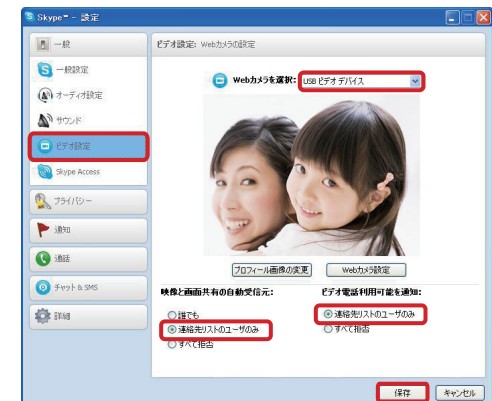 Skype™ - 設定
一般
一般設定
オーディオ設定
サウンド
ビデオ設定
Skype Access
プライバシー
通知
通話
チャット & SMS
詳細
ビデオ設定: Webカメラの設定
Webカメラを選択: USB ビデオ デバイス
プロフィール画像の変更 Webカメラ設定
映像と画面共有の自動受信元: ビデオ電話利用可能を通知:
誰でも
連絡先リストのユーザのみ
連絡先リストのユーザのみ
すべて拒否
すべて拒否
保存 キャンセル